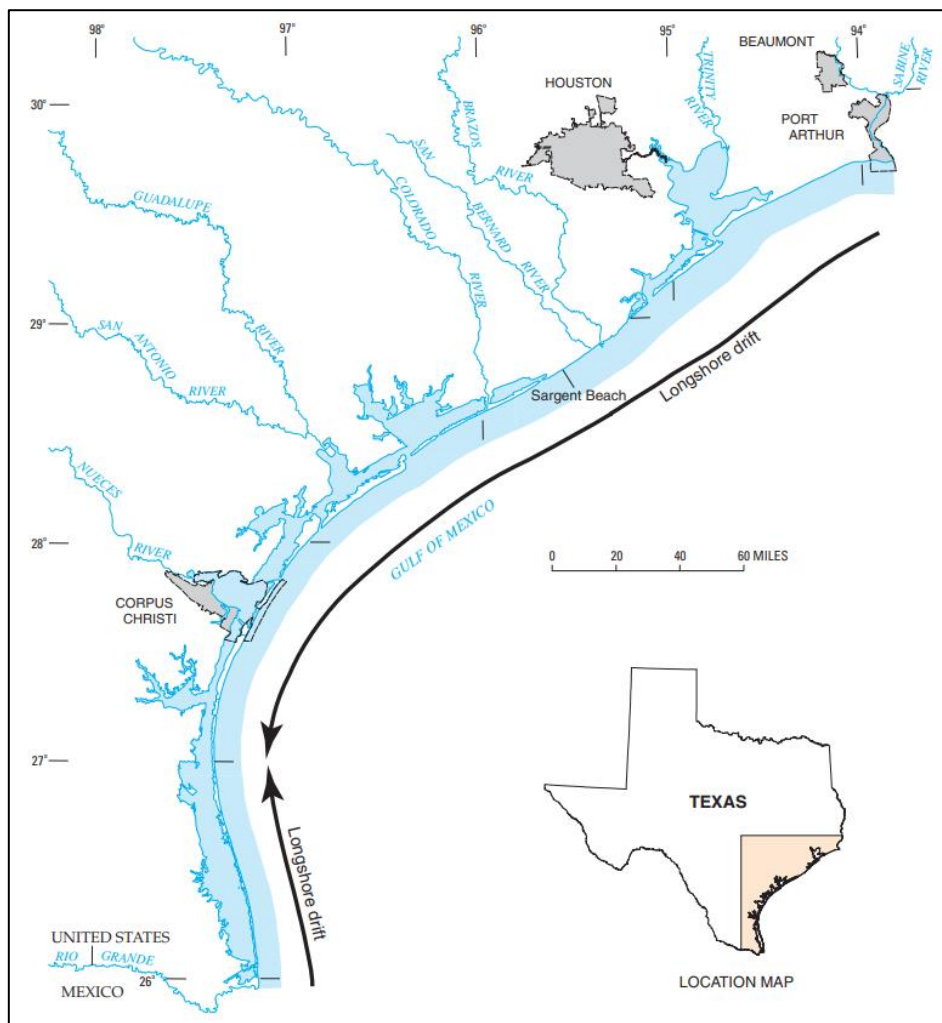 98°
97°
96°
95°
94°
BEAUMONT
SABINE
RIVER
HOUSTON
TRINITY
RIVER
PORT
ARTHUR
30°
BRAZOS
RIVER
SAN
BERNARD
RIVER
COLORADO
RIVER
GUADALUPE
RIVER
29°
SAN
ANTONIO
RIVER
Sargent Beach
Longshore drift
NUECES
RIVER
GULF OF MEXICO
28°
0 20 40 60 MILES
CORPUS
CHRISTI
27°
TEXAS
Longshore drift
UNITED STATES
RIO GRANDE
MEXICO
26°
LOCATION MAP